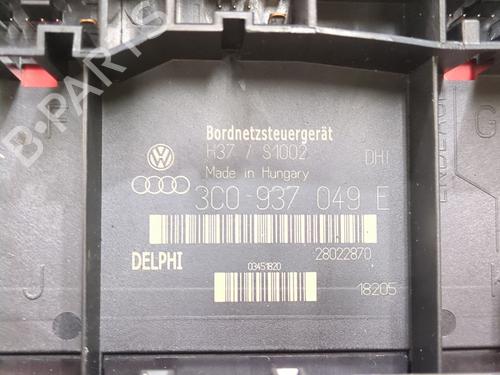 Bordnetzsteuergerät
H37 / S1002 DHI
Made in Hungary
3C0-937 049 E
DELPHI 28022870
03451820
18205
J
G
B-PARTS